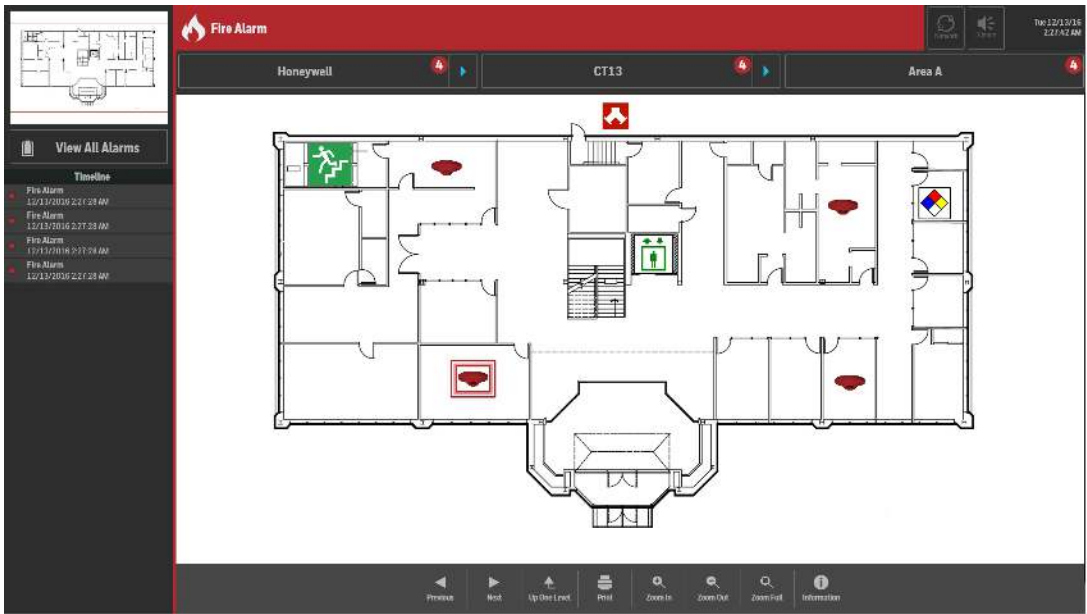 Fire Alarm
Tue 12/13/16
2:27:42 AM
Honeywell
4
CT13
4
Area A
4
View All Alarms
Timeline
Fire Alarm
12/13/2016 2:27:28 AM
Fire Alarm
12/13/2016 2:27:28 AM
Fire Alarm
12/13/2016 2:27:28 AM
Fire Alarm
12/13/2016 2:27:28 AM
Previous
Next
Up One Level
Print
Zoom In
Zoom Out
Zoom Full
Information